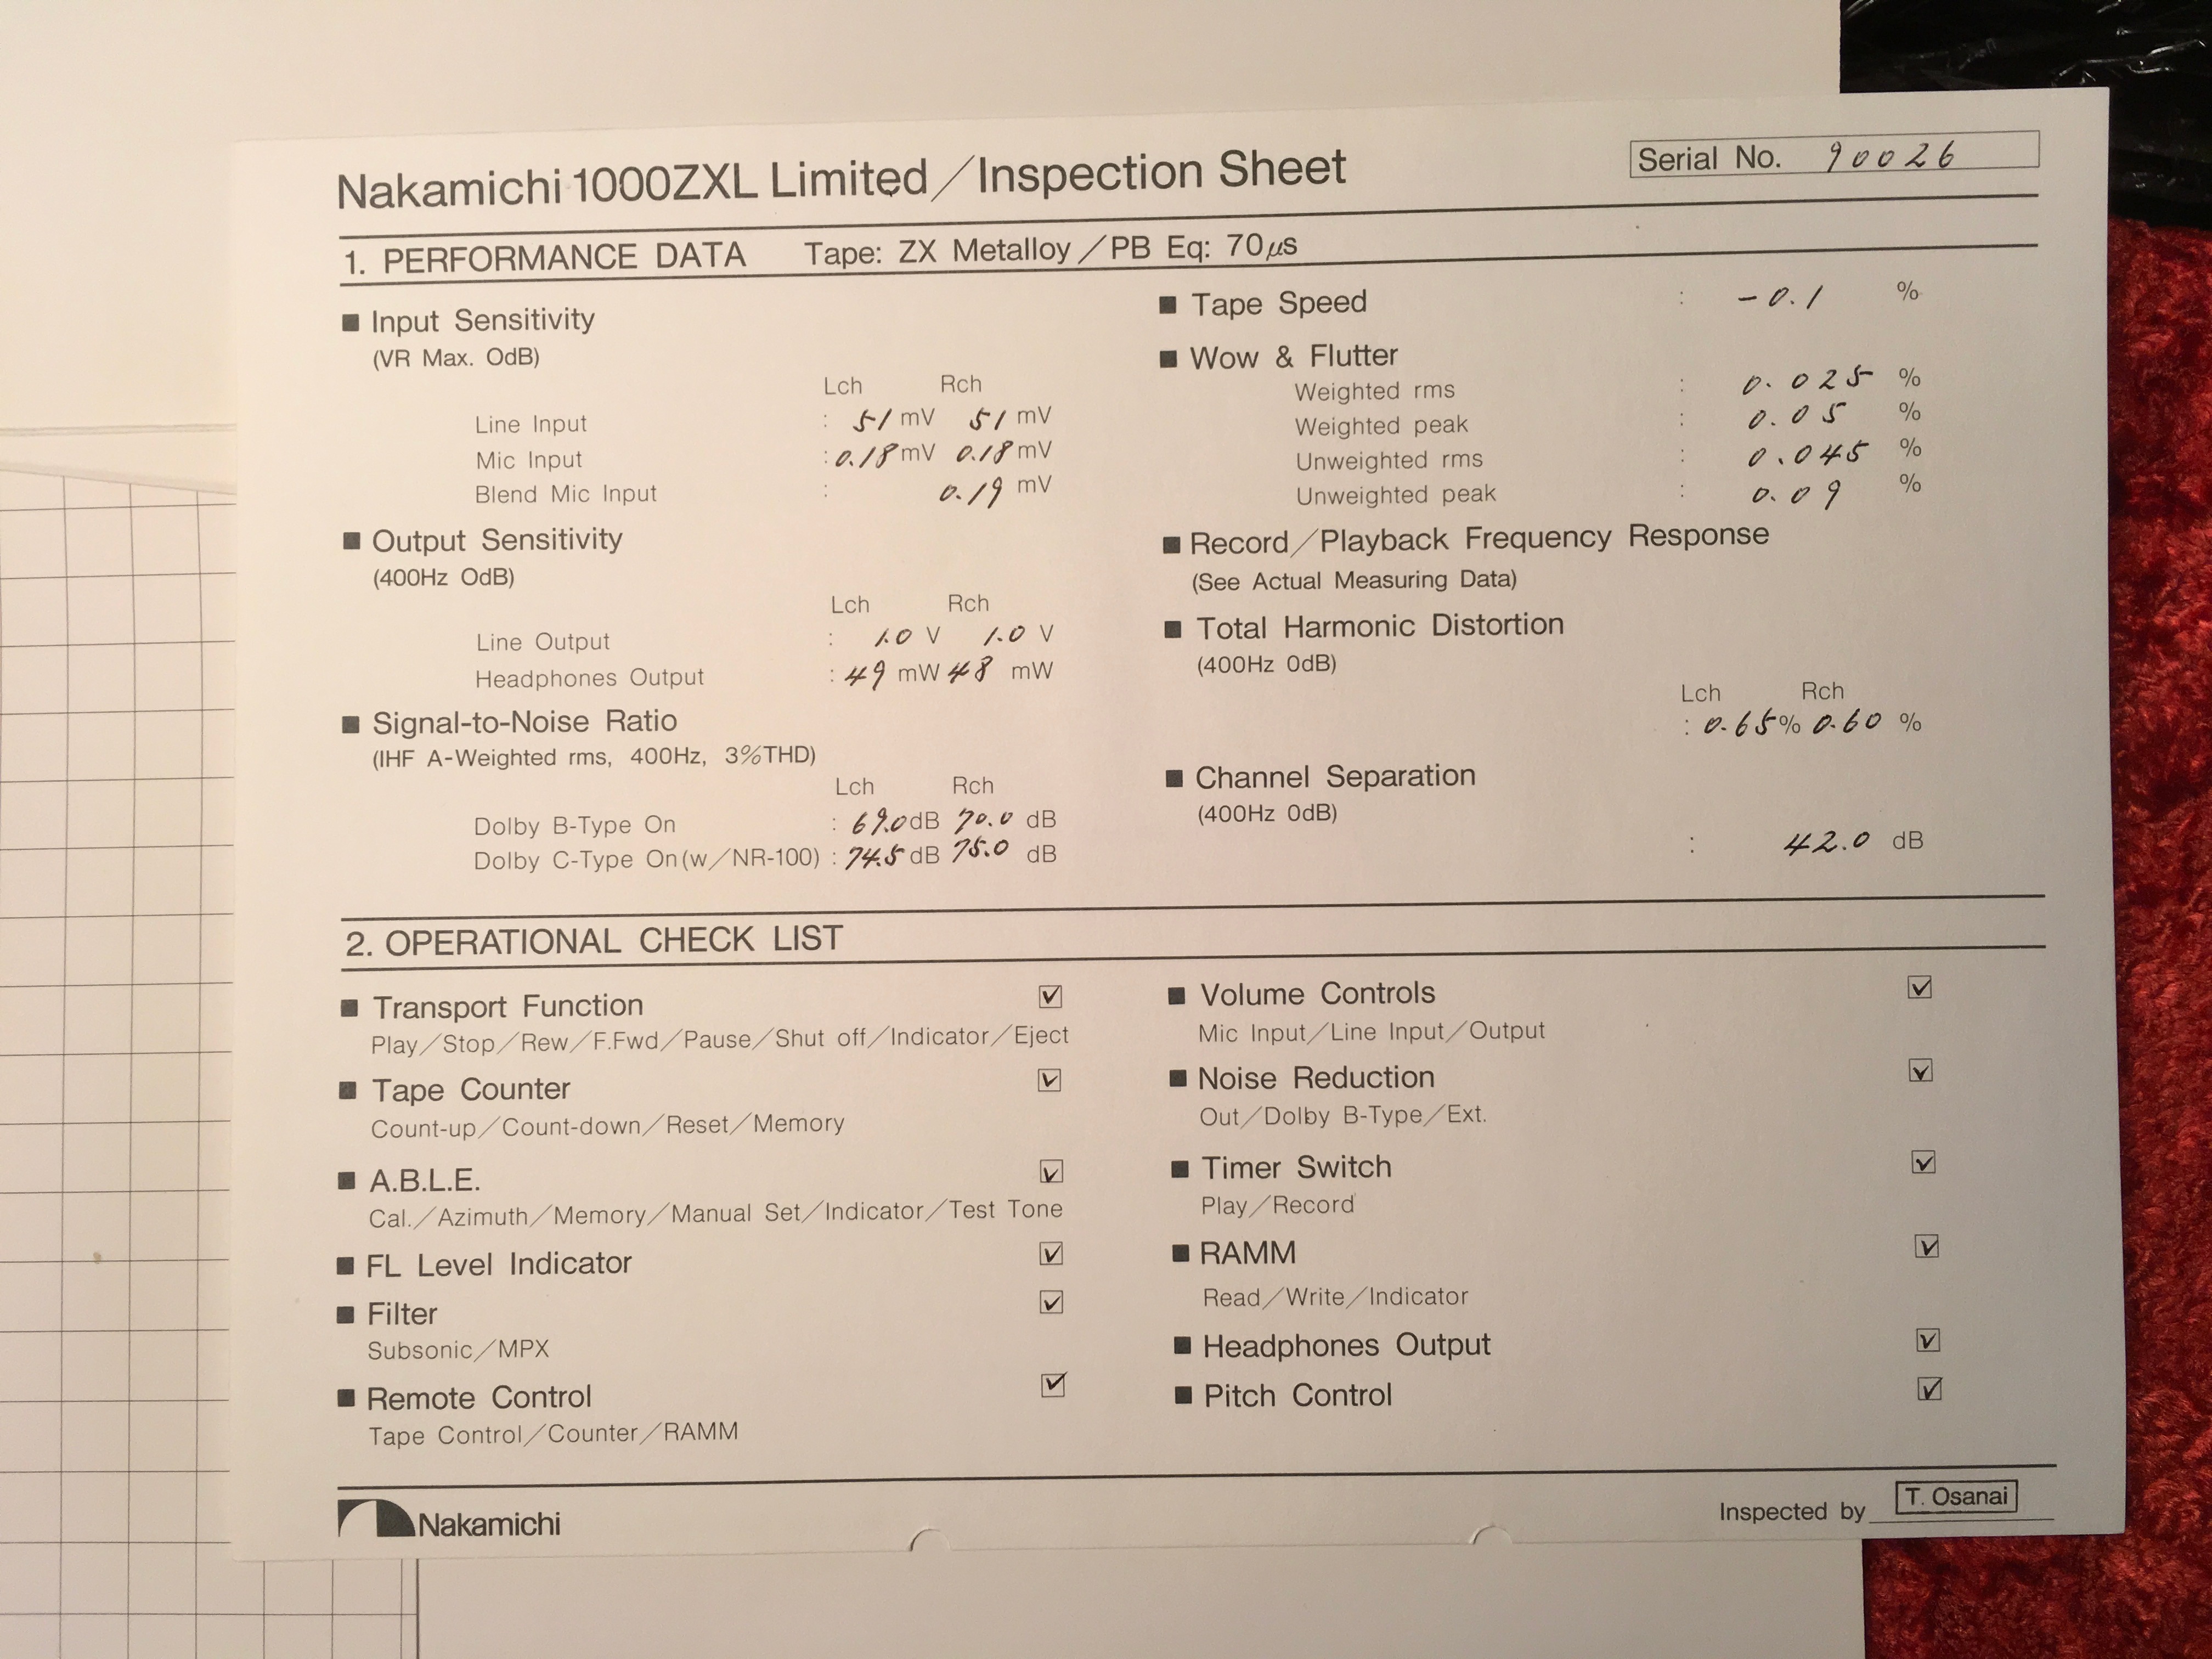 Nakamichi 1000ZXL Limited／Inspection Sheet
Serial No. 90026
1. PERFORMANCE DATA Tape: ZX Metalloy／PB Eq: 70μs
■ Input Sensitivity
(VR Max. 0dB)
Lch Rch
Line Input : 51 mV 51 mV
Mic Input : 0.18 mV 0.18 mV
Blend Mic Input : 0.19 mV
■ Output Sensitivity
(400Hz 0dB)
Lch Rch
Line Output : 1.0 V 1.0 V
Headphones Output : 49 mW 48 mW
■ Signal-to-Noise Ratio
(IHF A-Weighted rms, 400Hz, 3%THD)
Lch Rch
Dolby B-Type On : 69.0 dB 70.0 dB
Dolby C-Type On(w/NR-100) : 74.5 dB 75.0 dB
■ Tape Speed : -0.1 %
■ Wow & Flutter
Weighted rms : 0.025 %
Weighted peak : 0.05 %
Unweighted rms : 0.045 %
Unweighted peak : 0.09 %
■ Record／Playback Frequency Response
(See Actual Measuring Data)
■ Total Harmonic Distortion
(400Hz 0dB)
Lch Rch
: 0.65% 0.60 %
■ Channel Separation
(400Hz 0dB)
: 42.0 dB
2. OPERATIONAL CHECK LIST
■ Transport Function ☑
Play／Stop／Rew／F.Fwd／Pause／Shut off／Indicator／Eject
■ Tape Counter ☑
Count-up／Count-down／Reset／Memory
■ A.B.L.E. ☑
Cal.／Azimuth／Memory／Manual Set／Indicator／Test Tone
■ FL Level Indicator ☑
■ Filter ☑
Subsonic／MPX
■ Remote Control ☑
Tape Control／Counter／RAMM
■ Volume Controls ☑
Mic Input／Line Input／Output
■ Noise Reduction ☑
Out／Dolby B-Type／Ext.
■ Timer Switch ☑
Play／Record
■ RAMM ☑
Read／Write／Indicator
■ Headphones Output ☑
■ Pitch Control ☑
Nakamichi
Inspected by T. Osanai